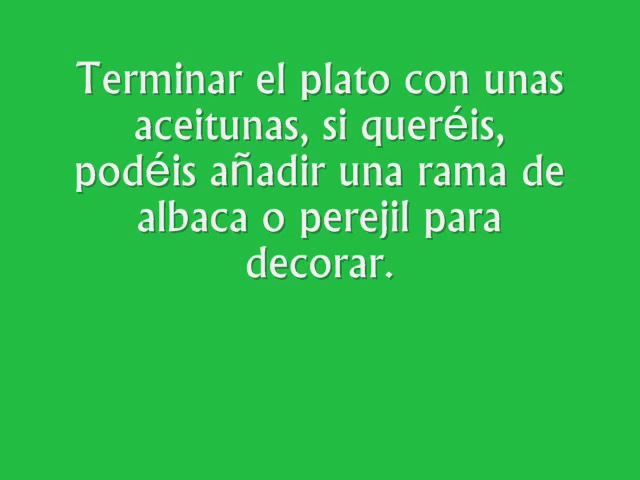 Terminar el plato con unas
aceitunas, si queréis,
podéis añadir una rama de
albaca o perejil para
decorar.